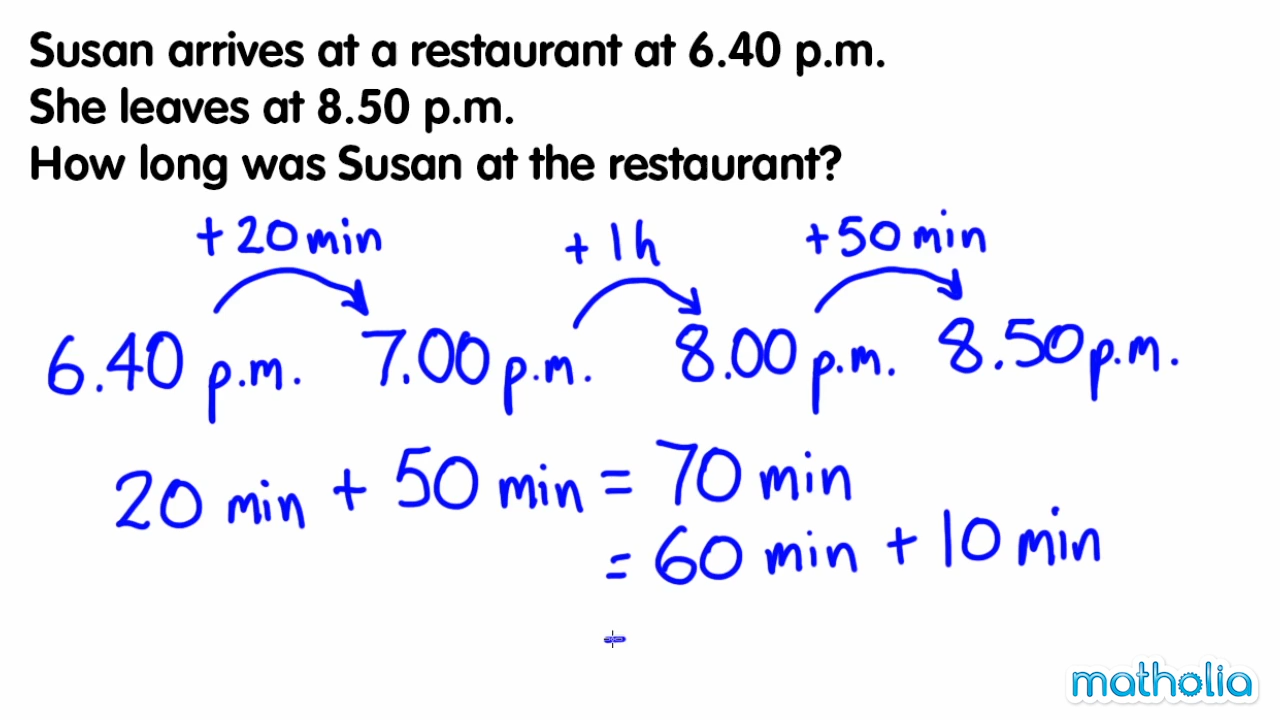 Susan arrives at a restaurant at 6.40 p.m.
She leaves at 8.50 p.m.
How long was Susan at the restaurant?
+ 20 min + 1h + 50 min
6.40 p.m. 7.00 p.m. 8.00 p.m. 8.50 p.m.
20 min + 50 min = 70 min
= 60 min + 10 min
matholia